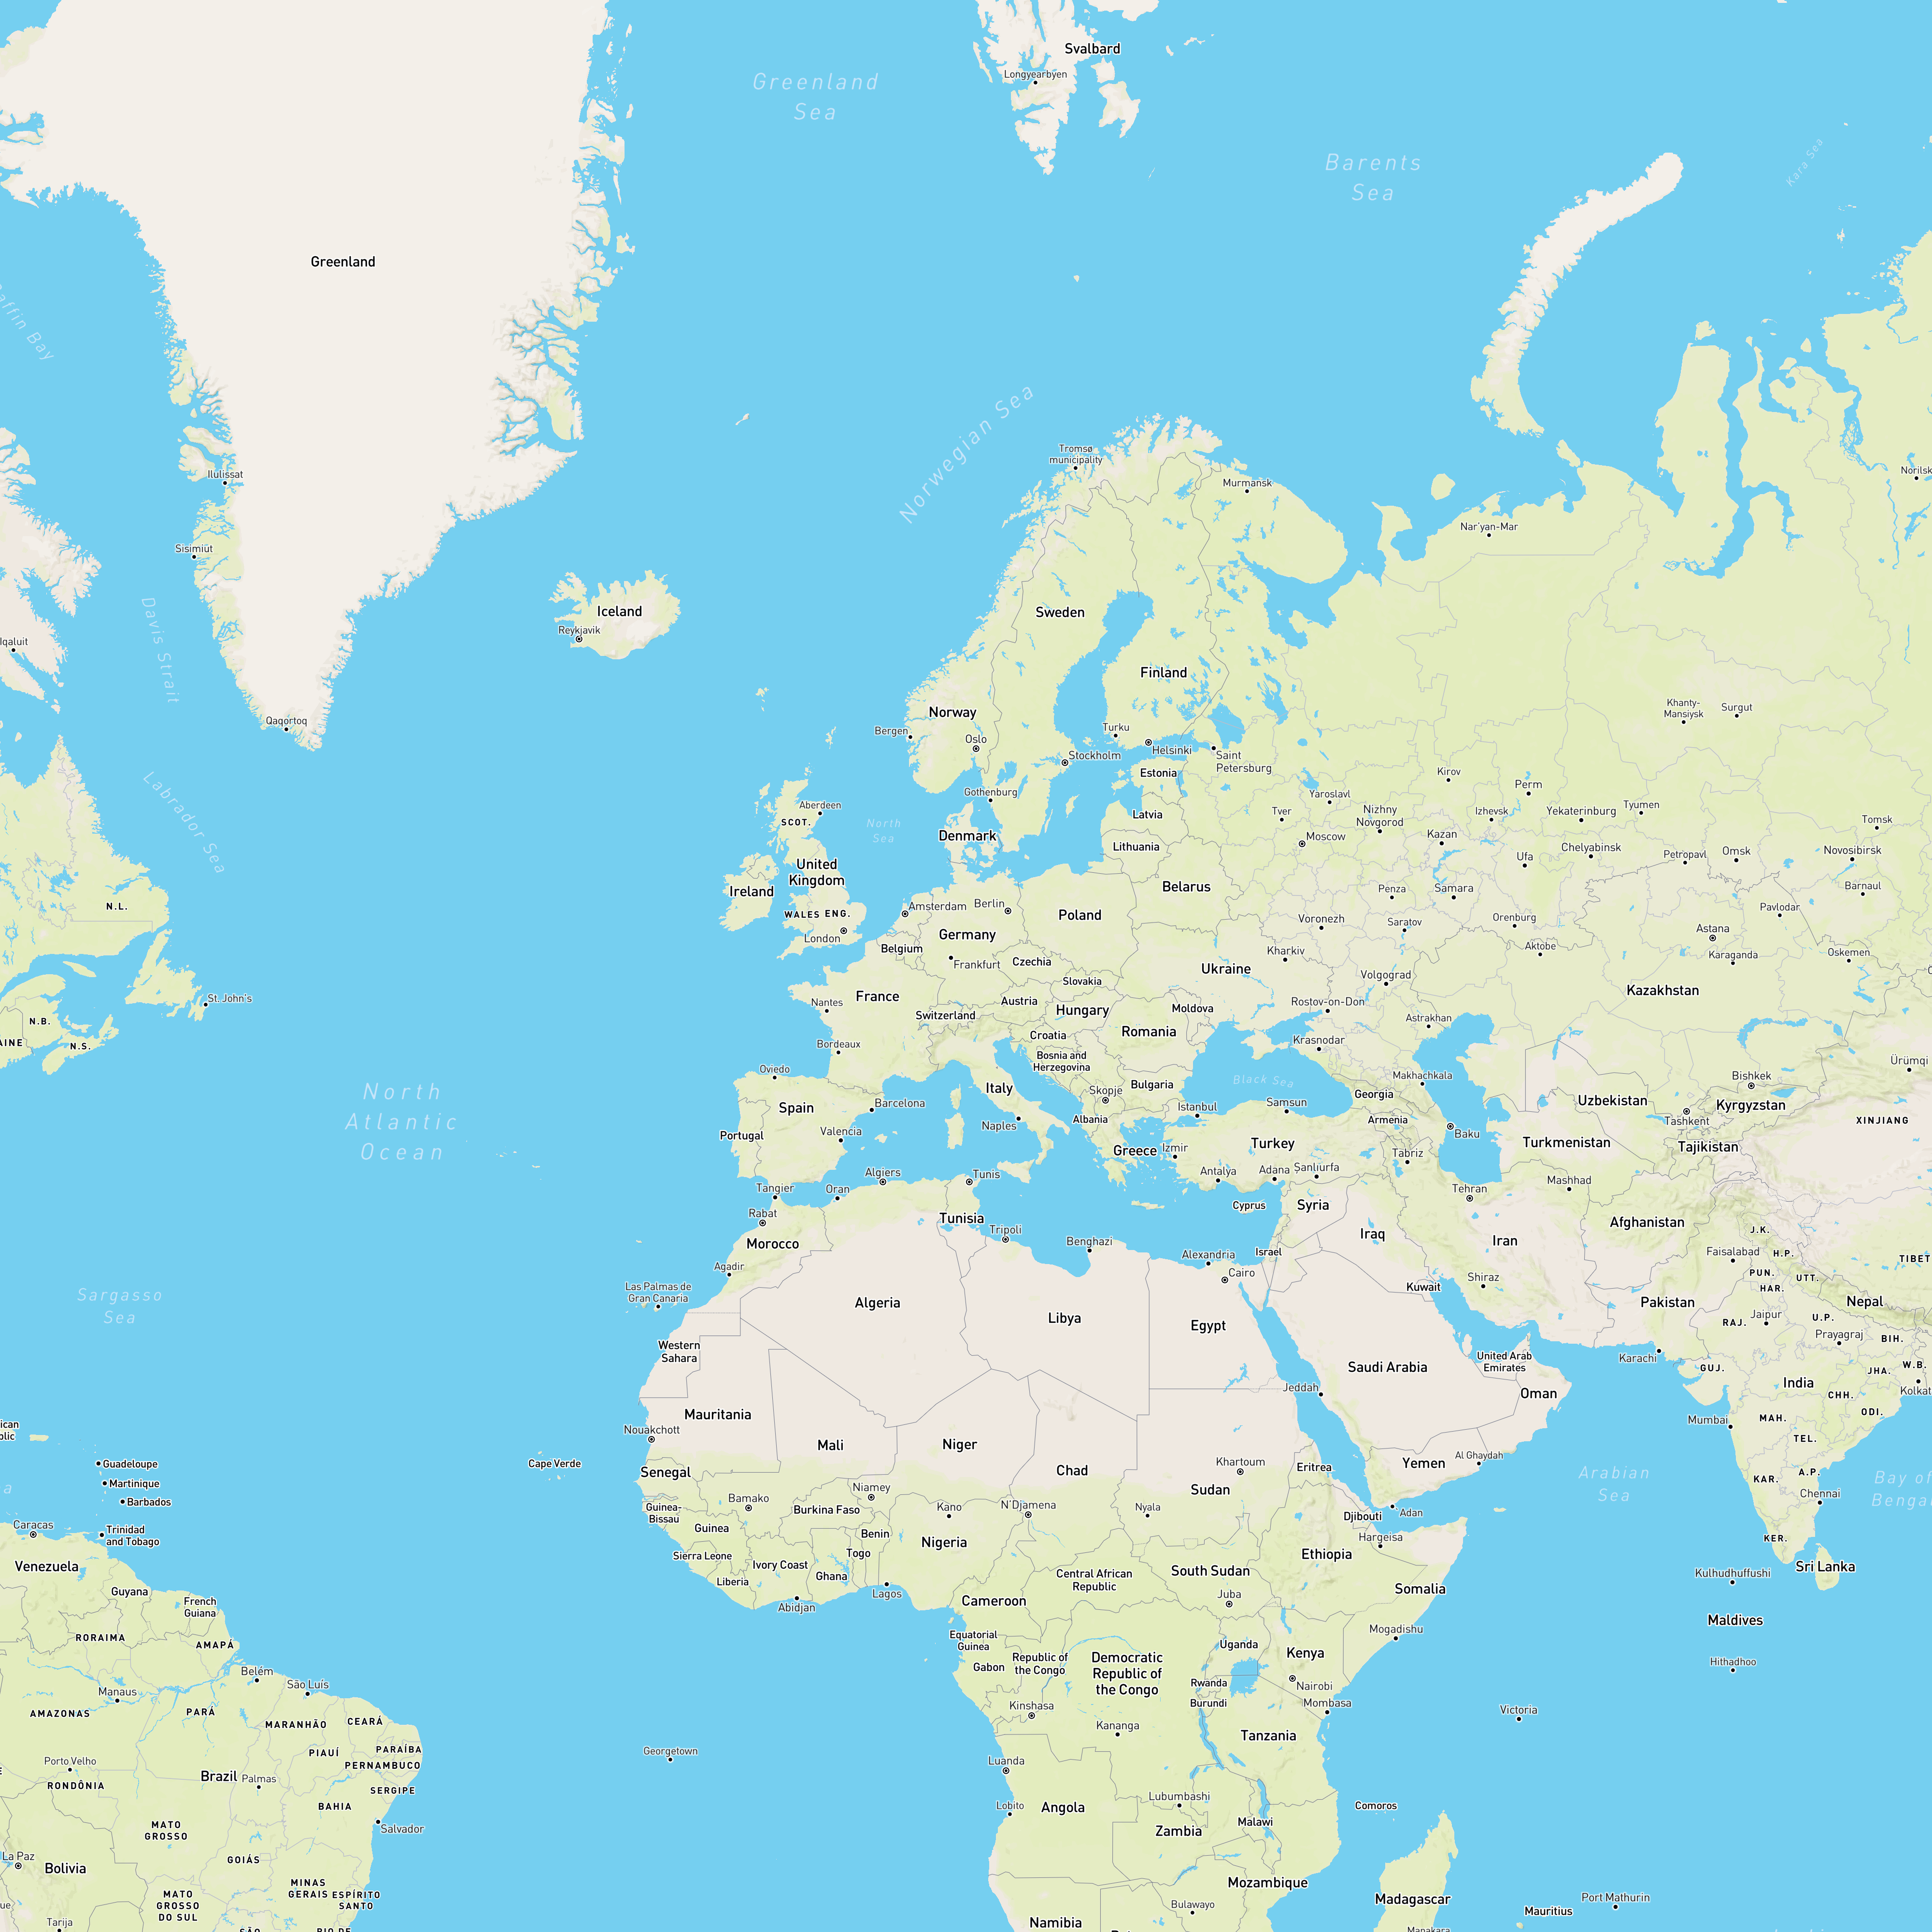 Svalbard
Longyearbyen
Greenland
Sea
Barents
Sea
Kara Sea
Greenland
affin Bay
Norwegian Sea
Tromsø
municipality
Murmansk
Ilulissat
Norilsk
Nar'yan-Mar
Sisimiut
Davis Strait
Iceland
Reykjavik
Sweden
Iqaluit
Finland
Qaqortoq
Norway
Bergen
Oslo
Turku
Helsinki
Stockholm
Saint
Petersburg
Khanty-
Mansiysk
Surgut
Labrador Sea
Estonia
Gothenburg
Kirov
Perm
Yaroslavl
Tver
Nizhny
Novgorod
Izhevsk
Yekaterinburg
Tyumen
Aberdeen
SCOT.
North
Sea
Denmark
Latvia
Lithuania
Moscow
Kazan
Ufa
Chelyabinsk
Petropavl
Omsk
Tomsk
Novosibirsk
United
Kingdom
Ireland
Belarus
Penza
Samara
Barnaul
N.L.
WALES
ENG.
London
Amsterdam
Berlin
Poland
Voronezh
Saratov
Orenburg
Pavlodar
Germany
Belgium
Frankfurt
Czechia
Kharkiv
Aktobe
Astana
Karaganda
Oskemen
Ukraine
Slovakia
Volgograd
Kazakhstan
St. John's
Nantes
France
Austria
Hungary
Moldova
Rostov-on-Don
N.B.
Switzerland
Romania
Astrakhan
AINE
N.S.
Bordeaux
Croatia
Krasnodar
Bosnia and
Herzegovina
Ürümqi
Oviedo
Italy
Skopje
Bulgaria
Black Sea
Makhachkala
Bishkek
North
Atlantic
Ocean
Spain
Barcelona
Naples
Albania
Istanbul
Samsun
Georgia
Armenia
Baku
Uzbekistan
Tashkent
Kyrgyzstan
XINJIANG
Portugal
Valencia
Greece
Izmir
Turkey
Tabriz
Turkmenistan
Tajikistan
Algiers
Tunis
Antalya
Adana
Şanlıurfa
Tehran
Mashhad
Tangier
Oran
Rabat
Tunisia
Tripoli
Cyprus
Syria
Afghanistan
Morocco
Benghazi
Alexandria
Israel
Iraq
Iran
J.K.
Faisalabad
H.P.
TIBET
Agadir
Cairo
Kuwait
Shiraz
PUN.
UTT.
HAR.
Las Palmas de
Gran Canaria
Sargasso
Sea
Algeria
Libya
Egypt
Pakistan
Nepal
RAJ.
Jaipur
U.P.
Prayagraj
BIH.
Western
Sahara
Saudi Arabia
United Arab
Emirates
Karachi
GUJ.
JHA.
W.B.
India
Kolkat
Jeddah
Oman
CHH.
ODI.
Mauritania
Nouakchott
ican
blic
Mumbai
MAH.
TEL.
Mali
Niger
Chad
Khartoum
Eritrea
Yemen
Al Ghaydah
Arabian
Sea
KAR.
A.P.
Bay of
Benga
Guadeloupe
Martinique
Barbados
a
Cape Verde
Senegal
Sudan
Chennai
Guinea-
Bissau
Bamako
Niamey
Burkina Faso
Kano
N'Djamena
Nyala
Djibouti
Adan
Caracas
Trinidad
and Tobago
Guinea
Benin
Nigeria
Hargeisa
KER.
Sierra Leone
Togo
Ivory Coast
Ghana
Ethiopia
Venezuela
Liberia
Central African
Republic
South Sudan
Sri Lanka
Kulhudhuffushi
Guyana
French
Guiana
Abidjan
Lagos
Cameroon
Juba
Somalia
Maldives
RORAIMA
AMAPÁ
Equatorial
Guinea
Mogadishu
Uganda
Kenya
Gabon
Republic of
the Congo
Democratic
Republic of
the Congo
Hithadhoo
Belém
São Luís
Manaus
Rwanda
Nairobi
AMAZONAS
PARÁ
MARANHÃO
CEARÁ
Kinshasa
Burundi
Mombasa
Victoria
Kananga
Tanzania
PIAUÍ
PARAÍBA
Georgetown
Luanda
Porto Velho
PERNAMBUCO
RONDÔNIA
Brazil
Palmas
SERGIPE
Lubumbashi
BAHIA
Lobito
Angola
Comoros
MATO
GROSSO
Salvador
Zambia
Malawi
La Paz
Bolivia
GOIÁS
MINAS
GERAIS
ESPÍRITO
SANTO
MATO
GROSSO
DO SUL
Mozambique
Madagascar
Port Mathurin
Mauritius
ue
Tarija
Bulawayo
Namibia
SÃO
RIO DE
Manakara